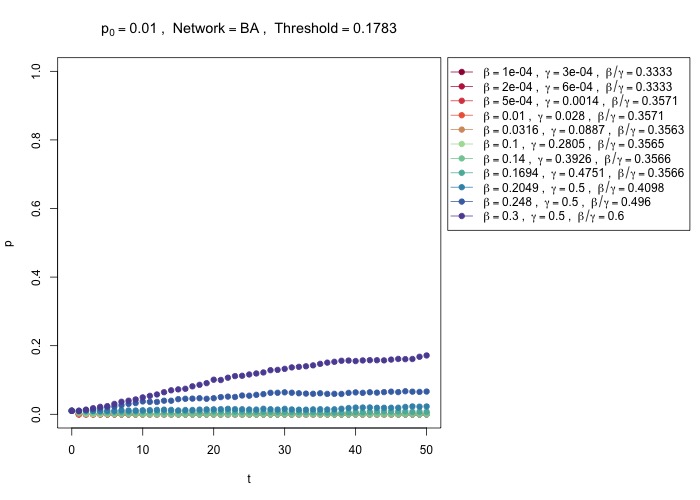 p₀ = 0.01 , Network = BA , Threshold = 0.1783
β = 1e-04 , γ = 3e-04 , β/γ = 0.3333
β = 2e-04 , γ = 6e-04 , β/γ = 0.3333
β = 5e-04 , γ = 0.0014 , β/γ = 0.3571
β = 0.01 , γ = 0.028 , β/γ = 0.3571
β = 0.0316 , γ = 0.0887 , β/γ = 0.3563
β = 0.1 , γ = 0.2805 , β/γ = 0.3565
β = 0.14 , γ = 0.3926 , β/γ = 0.3566
β = 0.1694 , γ = 0.4751 , β/γ = 0.3566
β = 0.2049 , γ = 0.5 , β/γ = 0.4098
β = 0.248 , γ = 0.5 , β/γ = 0.496
β = 0.3 , γ = 0.5 , β/γ = 0.6
1.0
0.8
0.6
p
0.4
0.2
0.0
0 10 20 30 40 50
t